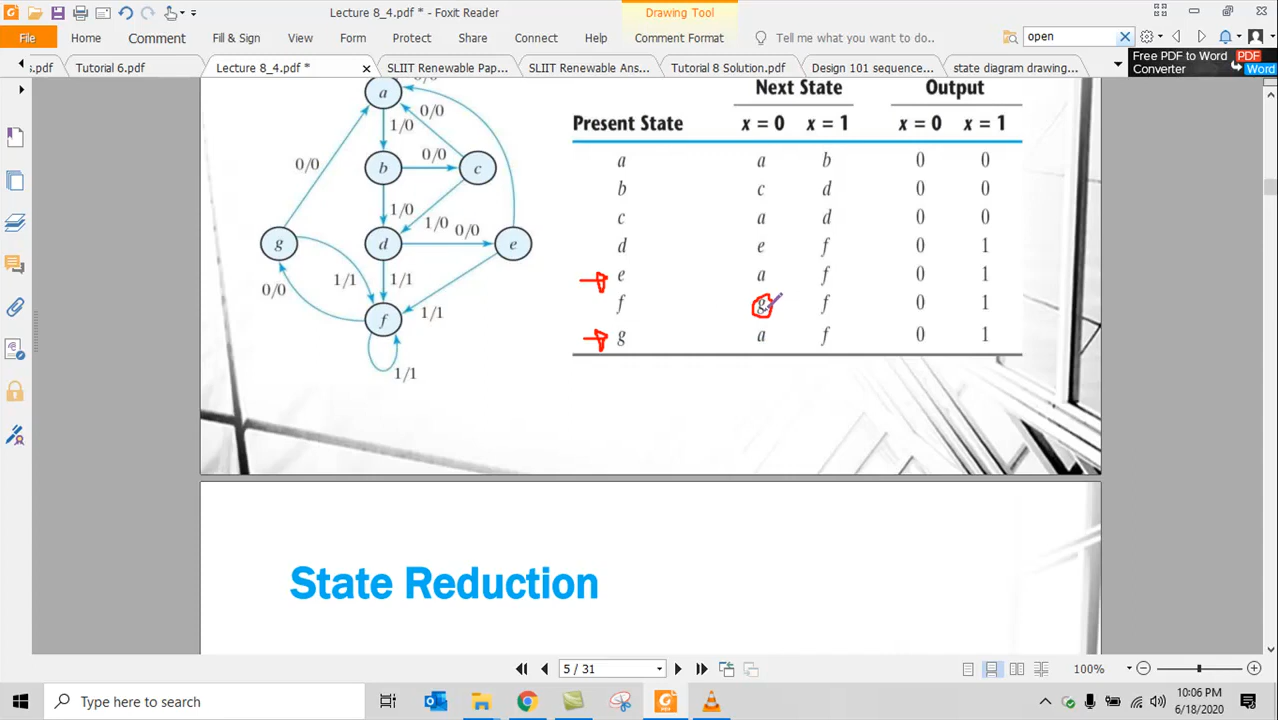 Lecture 8_4.pdf * - Foxit Reader
Drawing Tool
File Home Comment Fill & Sign View Form Protect Share Connect Help Comment Format Tell me what you want to do.. open
s.pdf Tutorial 6.pdf Lecture 8_4.pdf * SLIIT Renewable Pap... SLIIT Renewable Ans... Tutorial 8 Solution.pdf Design 101 sequence... state diagram drawing... Free PDF to Word Converter PDF Word
0/0
Next State Output
Present State x = 0 x = 1 x = 0 x = 1
a a b 0 0
b c d 0 0
c a d 0 0
d e f 0 1
e a f 0 1
f g f 0 1
g a f 0 1
a
1/0 0/0
0/0
b 0/0 c
1/0 1/0 0/0
g d e
1/1 1/1
0/0 1/1
f
1/1
State Reduction
5 / 31 100%
Type here to search
10:06 PM
6/18/2020